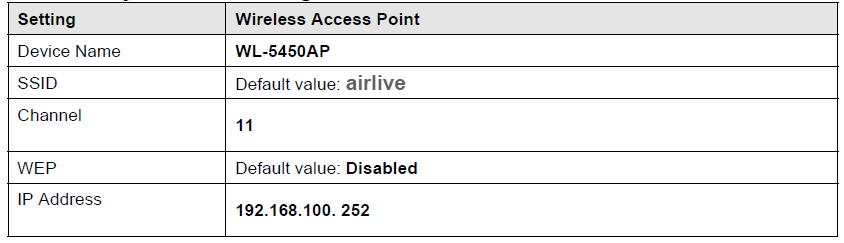 Setting Wireless Access Point
Device Name WL-5450AP
SSID Default value: airlive
Channel 11
WEP Default value: Disabled
IP Address 192.168.100. 252